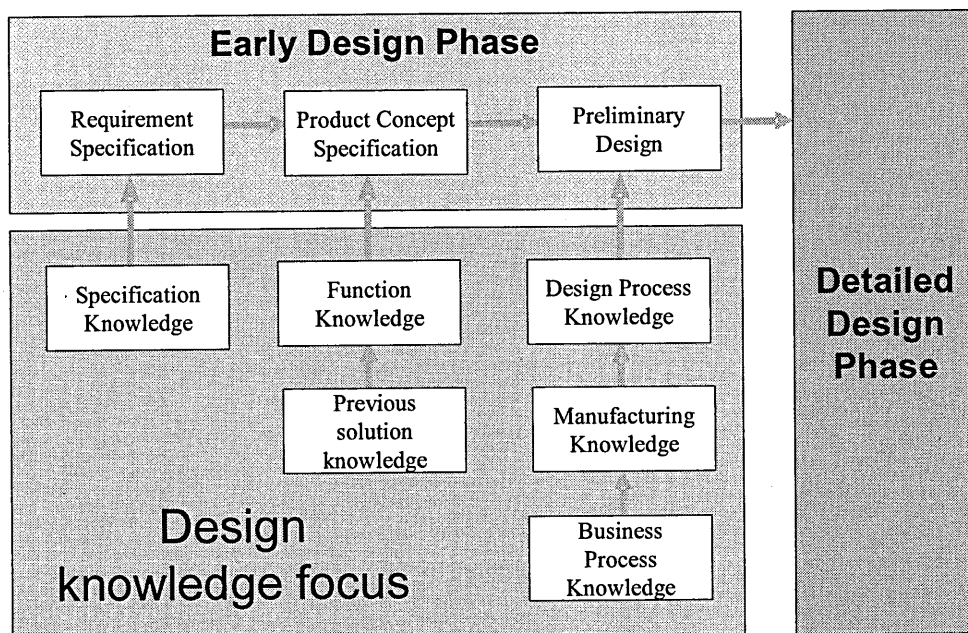 Early Design Phase
Requirement
Specification
Product Concept
Specification
Preliminary
Design
Specification
Knowledge
Function
Knowledge
Design Process
Knowledge
Previous
solution
knowledge
Manufacturing
Knowledge
Business
Process
Knowledge
Design
knowledge focus
Detailed
Design
Phase